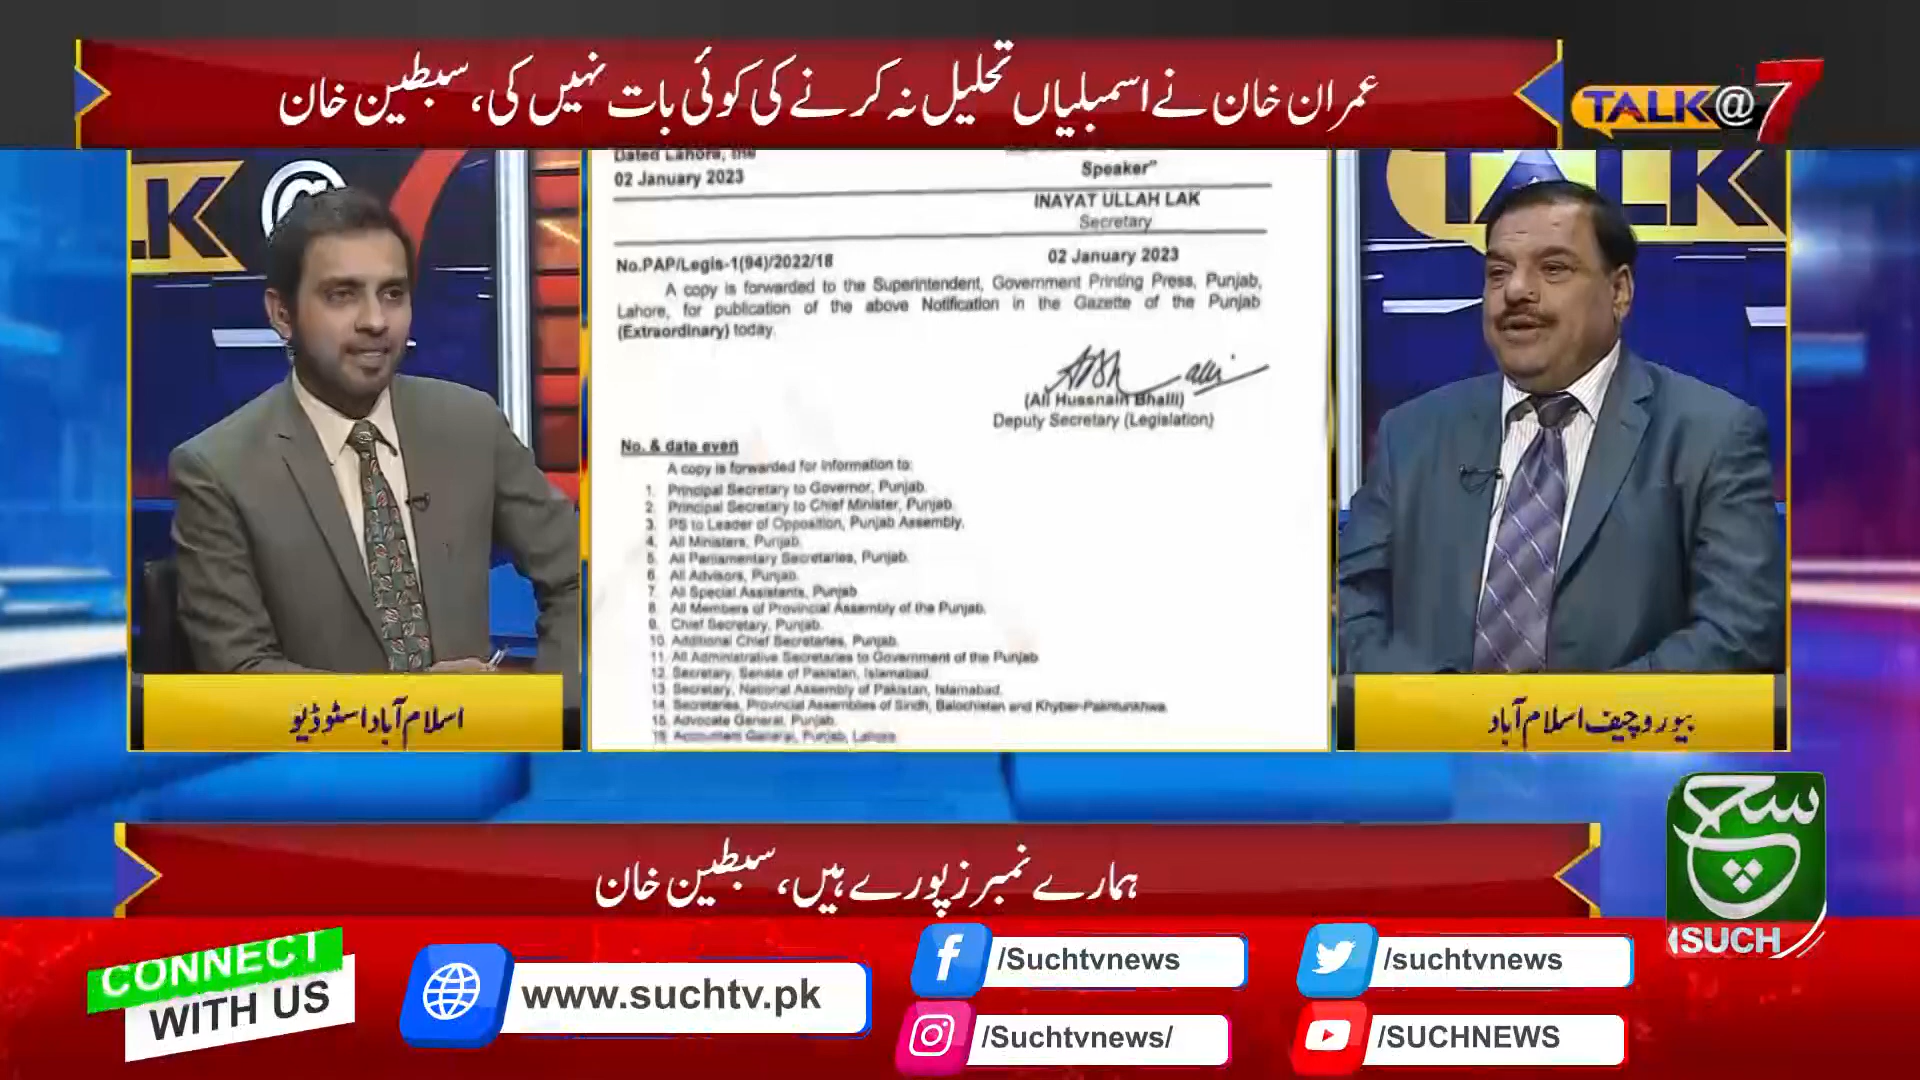 عمران خان نے اسمبلیاں تحلیل نہ کرنے کی کوئی بات نہیں کی، سبطین خان
TALK@7
LK @
TALK
Dated Lahore, the
02 January 2023
Speaker"
INAYAT ULLAH LAK
Secretary
No.PAP/Legis-1(94)/2022/18
02 January 2023
A copy is forwarded to the Superintendent, Government Printing Press, Punjab,
Lahore, for publication of the above Notification in the Gazette of the Punjab
(Extraordinary) today.
(Ali Hussnain Bhalli)
Deputy Secretary (Legislation)
No. & date even
A copy is forwarded for information to:
1. Principal Secretary to Governor, Punjab.
2. Principal Secretary to Chief Minister, Punjab.
3. PS to Leader of Opposition, Punjab Assembly.
4. All Ministers, Punjab.
5. All Parliamentary Secretaries, Punjab.
6. All Advisors, Punjab.
7. All Special Assistants, Punjab
8. All Members of Provincial Assembly of the Punjab.
9. Chief Secretary, Punjab.
10. Additional Chief Secretaries, Punjab.
11. All Administrative Secretaries to Government of the Punjab
12. Secretary, Senate of Pakistan, Islamabad.
13. Secretary, National Assembly of Pakistan, Islamabad.
14. Secretaries, Provincial Assemblies of Sindh, Balochistan and Khyber-Pakhtunkhwa.
15. Advocate General, Punjab.
16. Accountant General, Punjab, Lahore
اسلام آباد اسٹوڈیو
بیورو چیف اسلام آباد
ہمارے نمبرز پورے ہیں، سبطین خان
سچ
SUCH
CONNECT
WITH US
www.suchtv.pk
/Suchtvnews
/suchtvnews
/Suchtvnews/
/SUCHNEWS